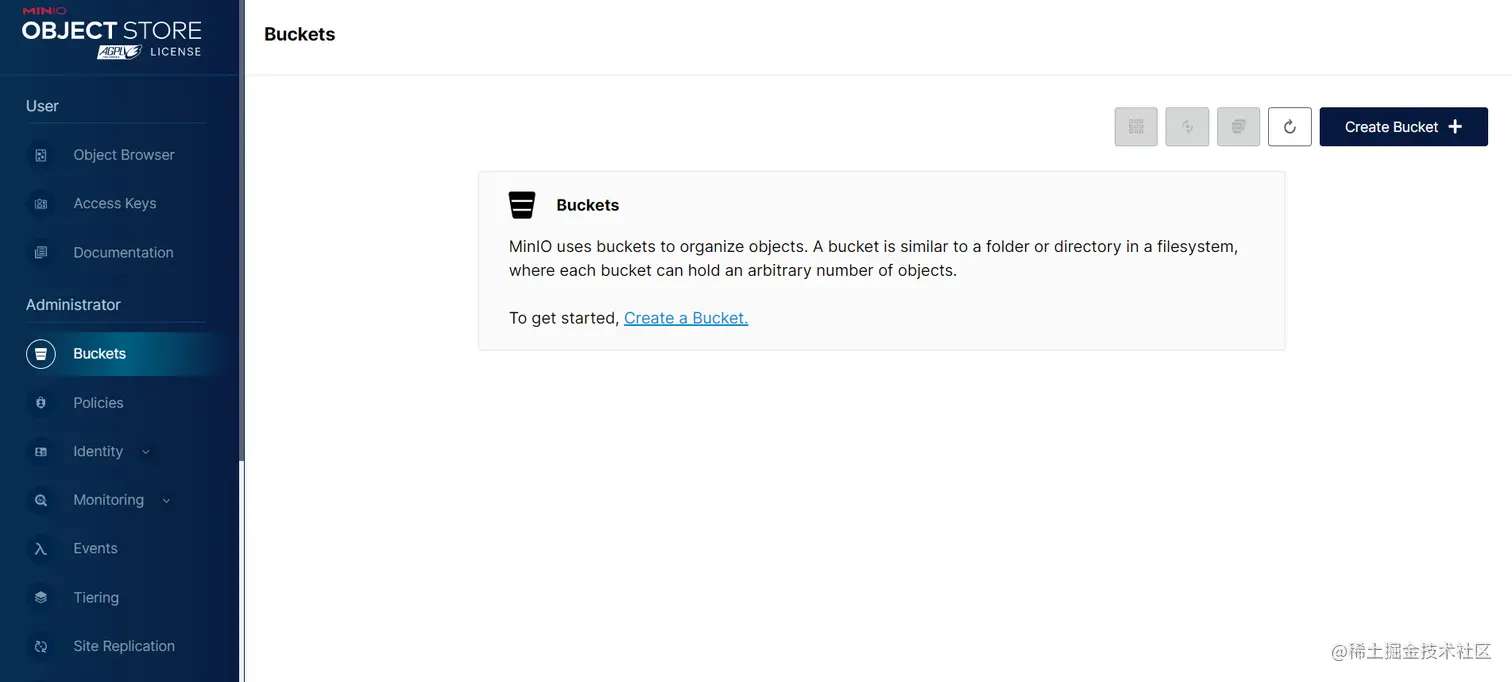 MINIO
OBJECT STORE
AGPLV3 LICENSE
User
Object Browser
Access Keys
Documentation
Administrator
Buckets
Policies
Identity
Monitoring
Events
Tiering
Site Replication
Buckets
Create Bucket
Buckets
MinIO uses buckets to organize objects. A bucket is similar to a folder or directory in a filesystem,
where each bucket can hold an arbitrary number of objects.
To get started, Create a Bucket.
@稀土掘金技术社区